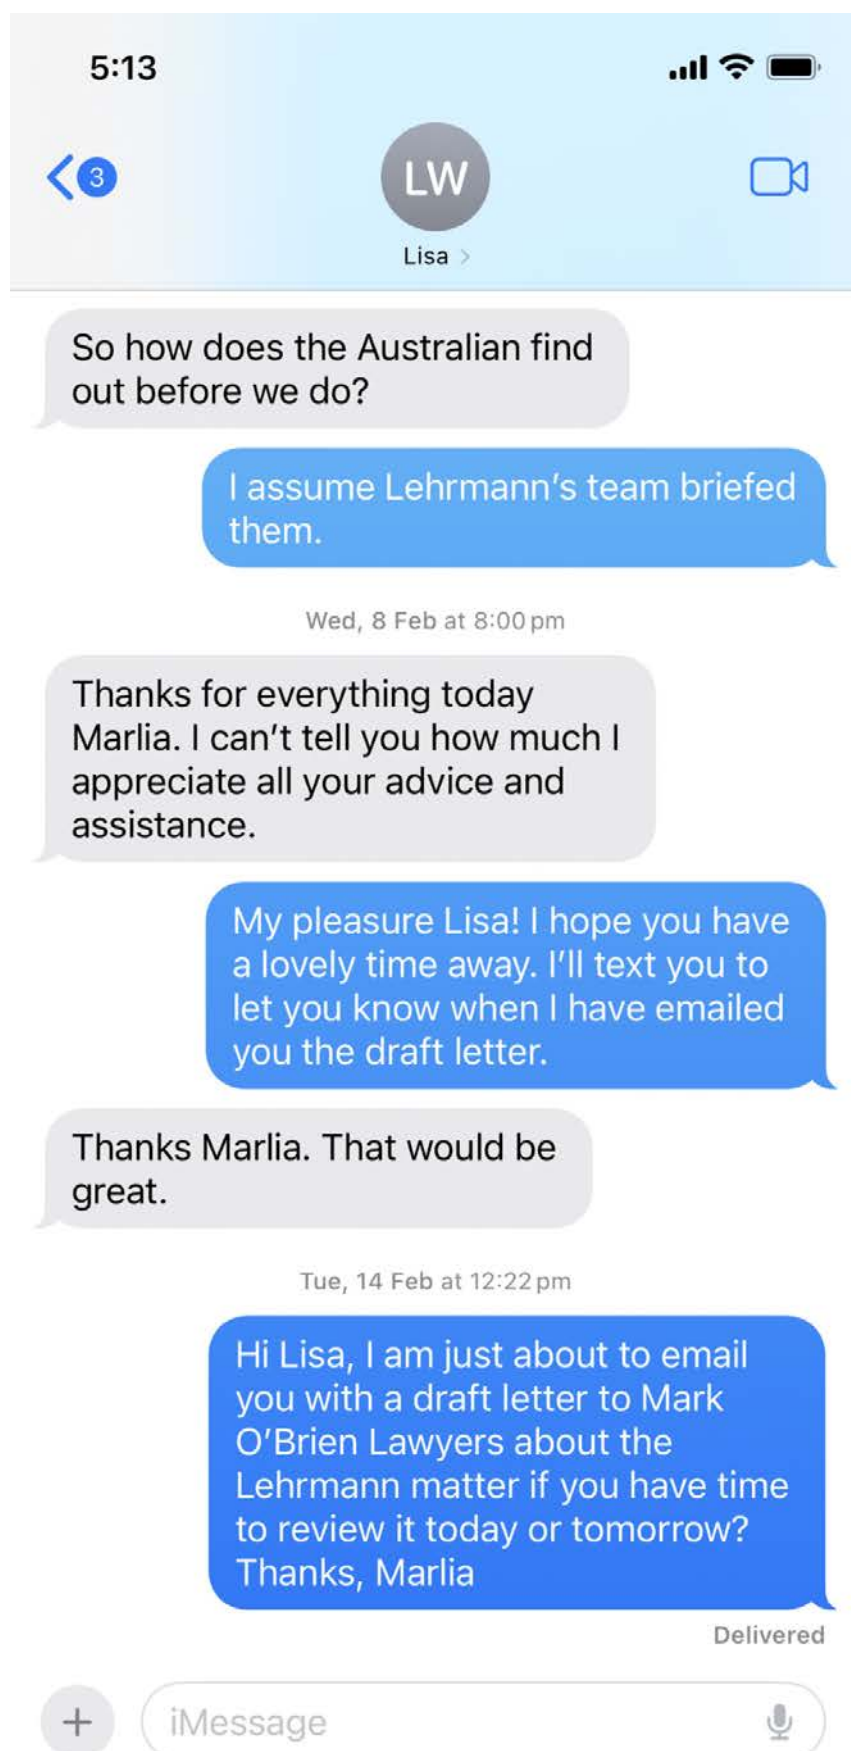 5:13
3
LW
Lisa
So how does the Australian find
out before we do?
I assume Lehrmann's team briefed
them.
Wed, 8 Feb at 8:00 pm
Thanks for everything today
Marlia. I can't tell you how much I
appreciate all your advice and
assistance.
My pleasure Lisa! I hope you have
a lovely time away. I'll text you to
let you know when I have emailed
you the draft letter.
Thanks Marlia. That would be
great.
Tue, 14 Feb at 12:22 pm
Hi Lisa, I am just about to email
you with a draft letter to Mark
O'Brien Lawyers about the
Lehrmann matter if you have time
to review it today or tomorrow?
Thanks, Marlia
Delivered
iMessage